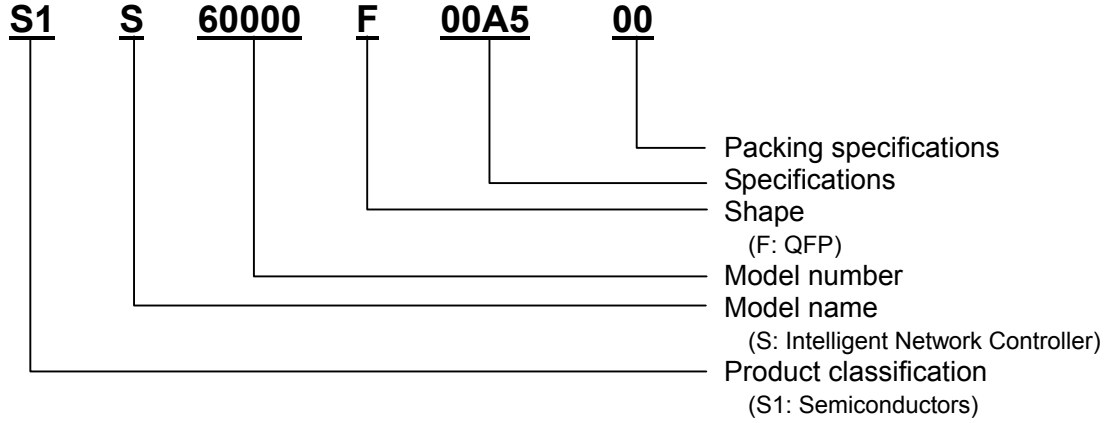 S1 S 60000 F 00A5 00
Packing specifications
Specifications
Shape
(F: QFP)
Model number
Model name
(S: Intelligent Network Controller)
Product classification
(S1: Semiconductors)